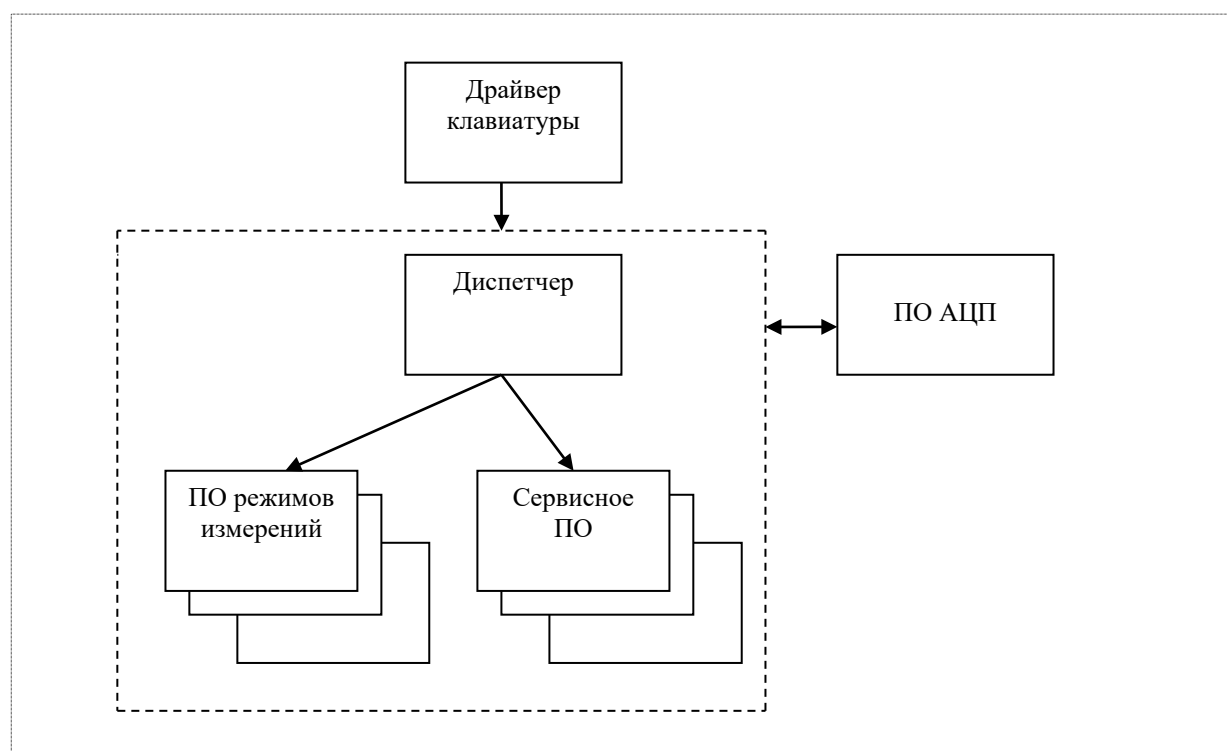 Драйвер
клавиатуры
Диспетчер
ПО АЦП
ПО режимов
измерений
Сервисное
ПО